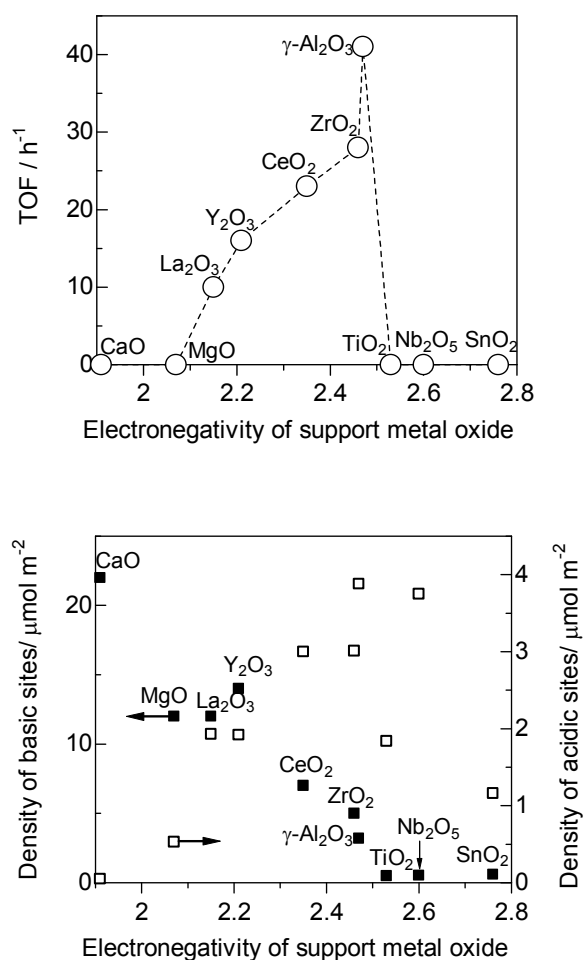 γ-Al₂O₃
40
ZrO₂
30
CeO₂
TOF / h⁻¹
20
Y₂O₃
La₂O₃
10
CaO
MgO
TiO₂
Nb₂O₅
SnO₂
0
2 2.2 2.4 2.6 2.8
Electronegativity of support metal oxide
CaO
4
20
Y₂O₃
3
MgO
La₂O₃
2
10
CeO₂
ZrO₂
γ-Al₂O₃
Nb₂O₅
1
TiO₂
SnO₂
0
0
Density of basic sites/ μmol m⁻²
Density of acidic sites/ μmol m⁻²
2 2.2 2.4 2.6 2.8
Electronegativity of support metal oxide